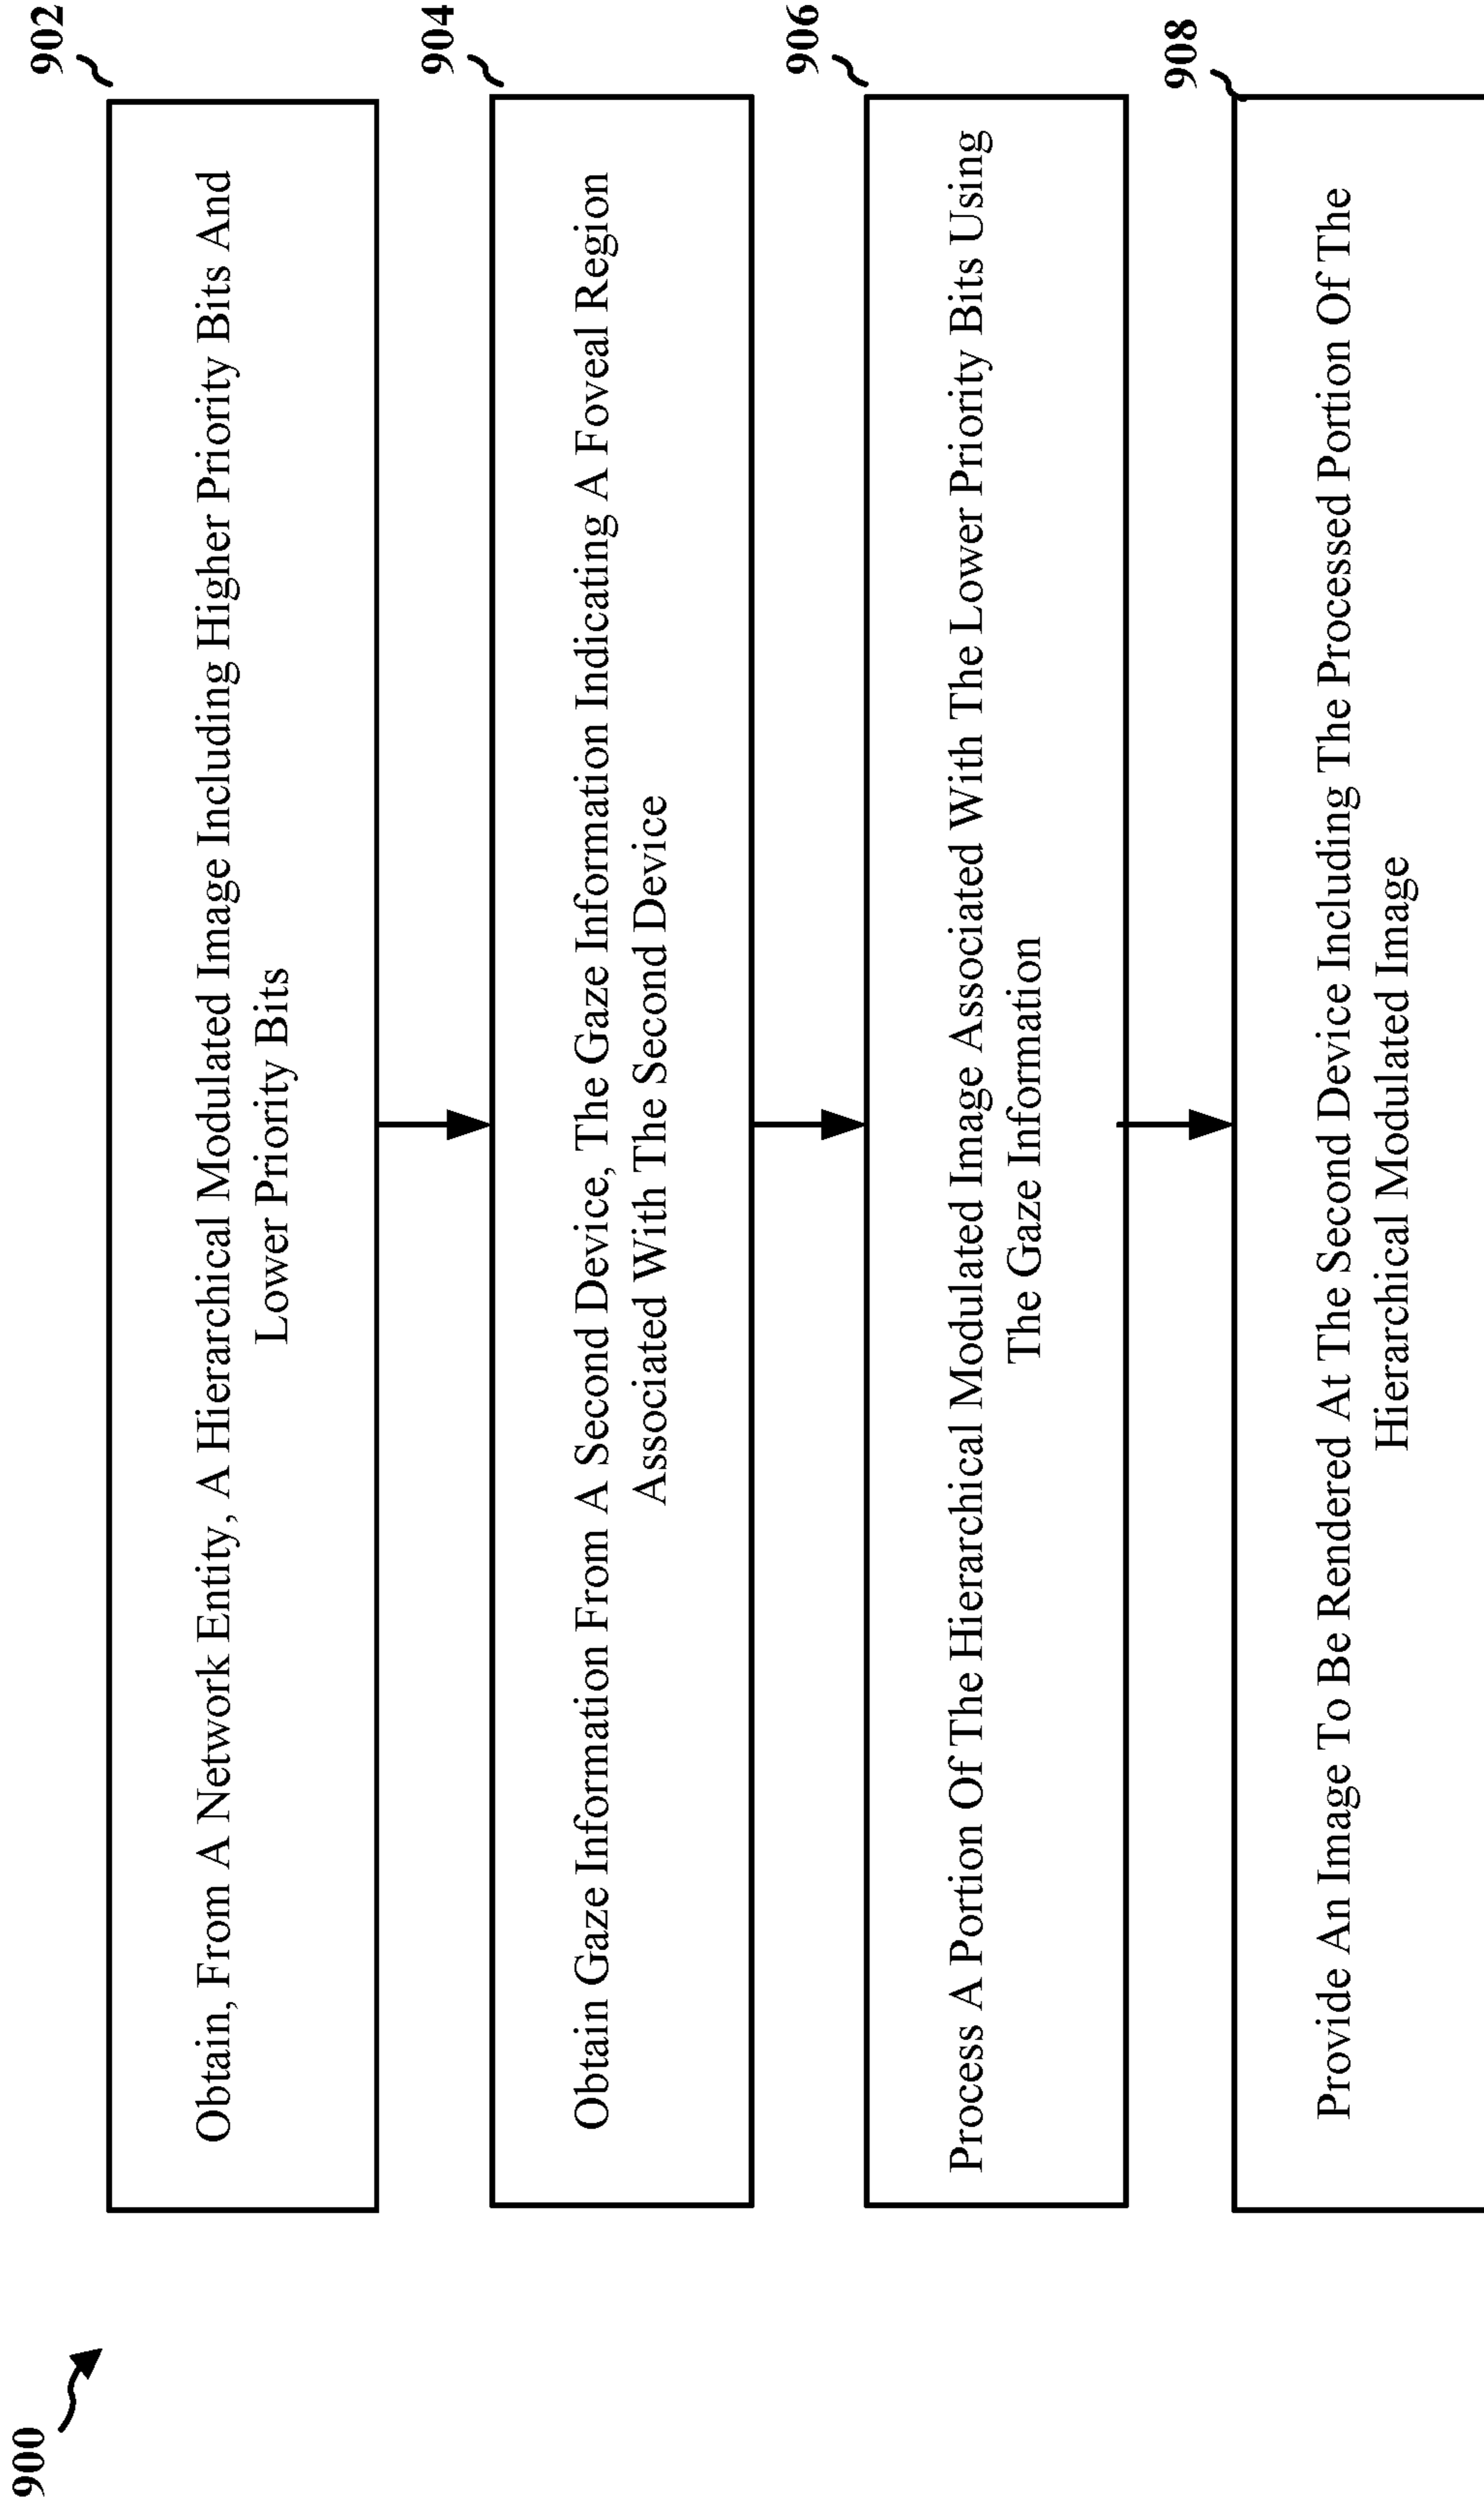 900
902
Obtain, From A Network Entity, A Hierarchical Modulated Image Including Higher Priority Bits And
Lower Priority Bits
904
Obtain Gaze Information From A Second Device, The Gaze Information Indicating A Foveal Region
Associated With The Second Device
906
Process A Portion Of The Hierarchical Modulated Image Associated With The Lower Priority Bits Using
The Gaze Information
908
Provide An Image To Be Rendered At The Second Device Including The Processed Portion Of The
Hierarchical Modulated Image